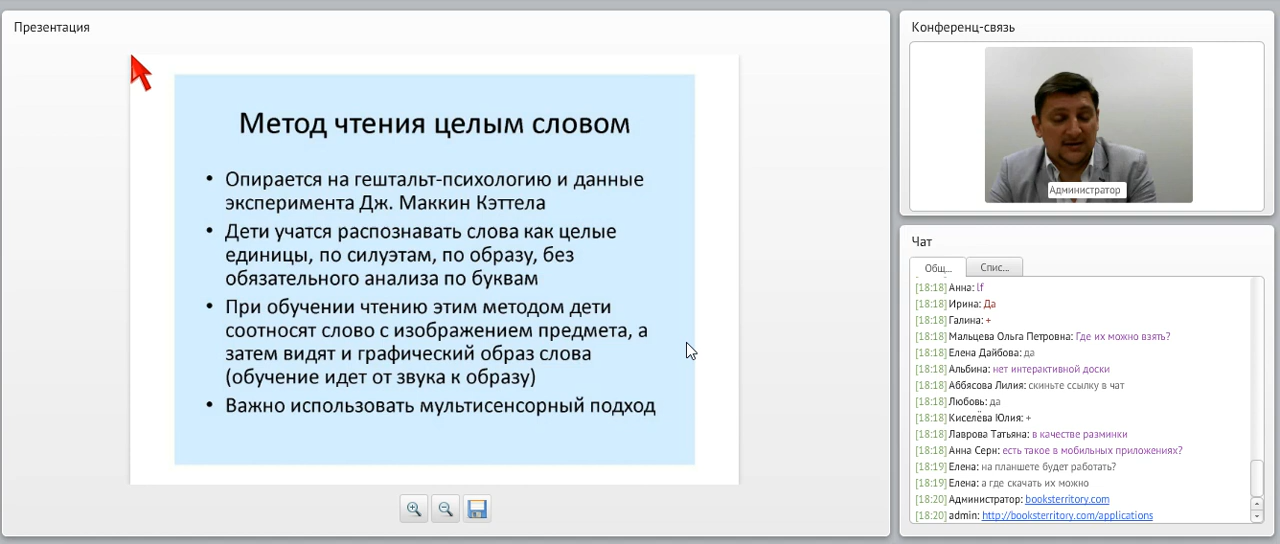 Презентация
Метод чтения целым словом
• Опирается на гештальт-психологию и данные
эксперимента Дж. Маккин Кэттела
• Дети учатся распознавать слова как целые
единицы, по силуэтам, по образу, без
обязательного анализа по буквам
• При обучении чтению этим методом дети
соотносят слово с изображением предмета, а
затем видят и графический образ слова
(обучение идет от звука к образу)
• Важно использовать мультисенсорный подход
Конференц-связь
Администратор
Чат
Общ...
Спис...
[18:18] Анна: lf
[18:18] Ирина: Да
[18:18] Галина: +
[18:18] Мальцева Ольга Петровна: Где их можно взять?
[18:18] Елена Дайбова: да
[18:18] Альбина: нет интерактивной доски
[18:18] Аббясова Лилия: скиньте ссылку в чат
[18:18] Любовь: да
[18:18] Киселёва Юлия: +
[18:18] Лаврова Татьяна: в качестве разминки
[18:18] Анна Серн: есть такое в мобильных приложениях?
[18:19] Елена: на планшете будет работать?
[18:19] Елена: а где скачать их можно
[18:20] Администратор: booksterritory.com
[18:20] admin: http://booksterritory.com/applications